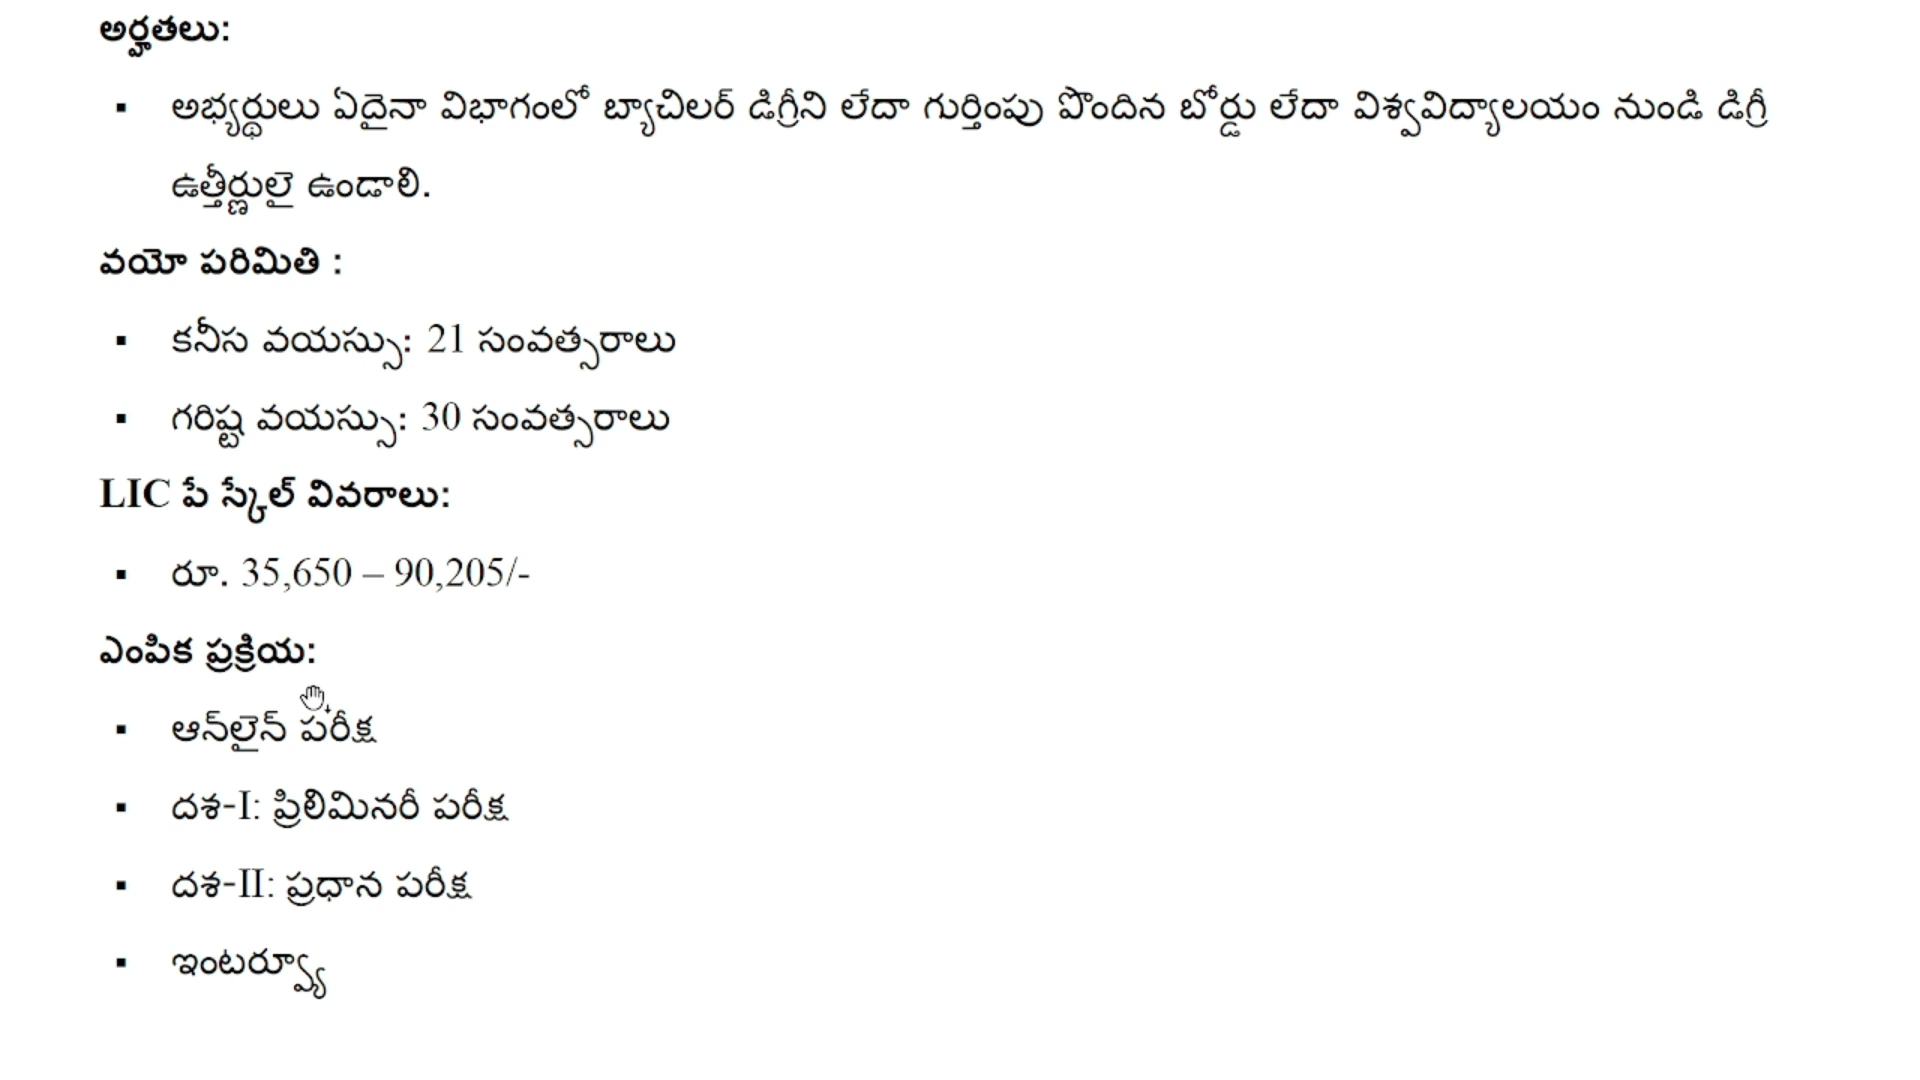 అర్హతలు:
▪ అభ్యర్థులు ఏదైనా విభాగంలో బ్యాచిలర్ డిగ్రీని లేదా గుర్తింపు పొందిన బోర్డు లేదా విశ్వవిద్యాలయం నుండి డిగ్రీ
ఉత్తీర్ణులై ఉండాలి.
వయో పరిమితి :
▪ కనీస వయస్సు: 21 సంవత్సరాలు
▪ గరిష్ట వయస్సు: 30 సంవత్సరాలు
LIC పే స్కేల్ వివరాలు:
▪ రూ. 35,650 – 90,205/-
ఎంపిక ప్రక్రియ:
▪ ఆన్‌లైన్ పరీక్ష
▪ దశ-I: ప్రిలిమినరీ పరీక్ష
▪ దశ-II: ప్రధాన పరీక్ష
▪ ఇంటర్వ్యూ